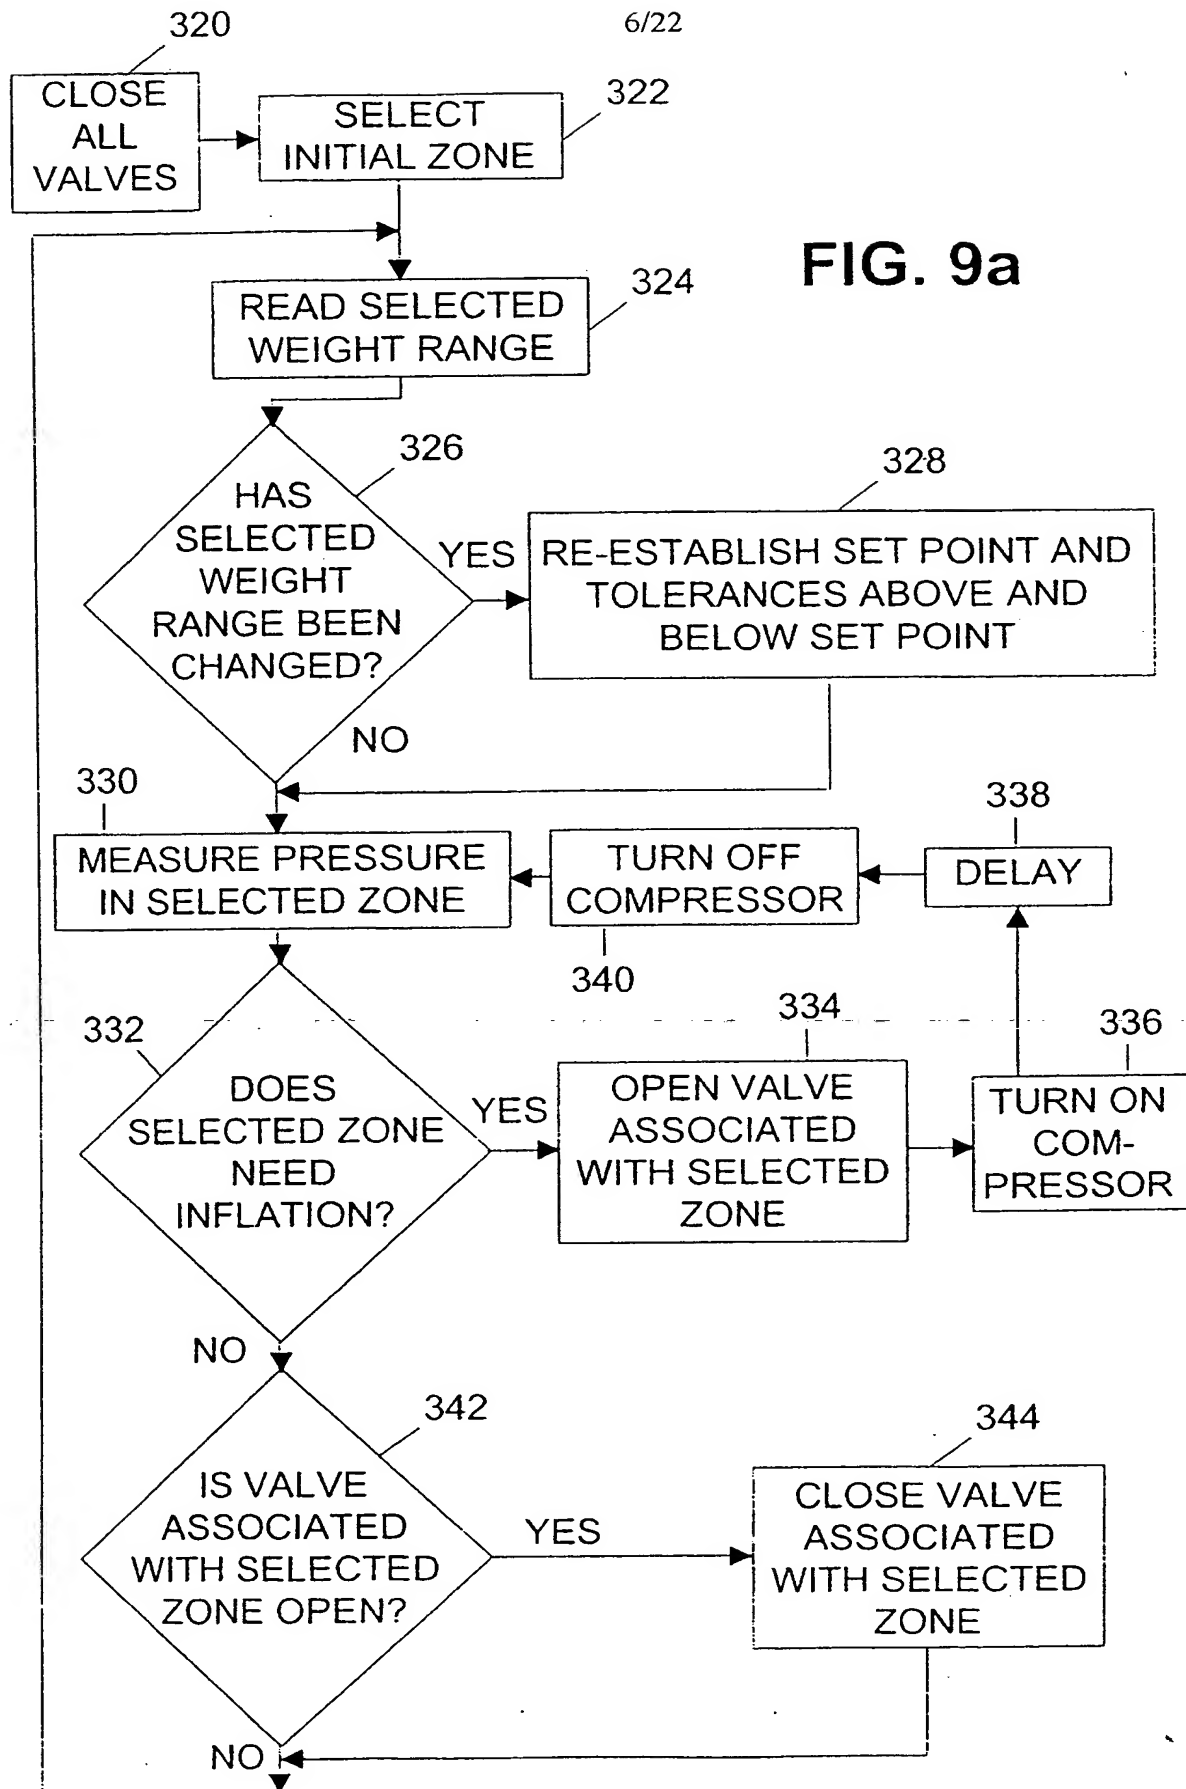 320
6/22
CLOSE
ALL
VALVES
SELECT
INITIAL ZONE
322
FIG. 9a
READ SELECTED
WEIGHT RANGE
324
HAS
SELECTED
WEIGHT
RANGE BEEN
CHANGED?
326
YES
NO
328
RE-ESTABLISH SET POINT AND
TOLERANCES ABOVE AND
BELOW SET POINT
330
MEASURE PRESSURE
IN SELECTED ZONE
TURN OFF
COMPRESSOR
340
338
DELAY
332
DOES
SELECTED ZONE
NEED
INFLATION?
YES
NO
334
OPEN VALVE
ASSOCIATED
WITH SELECTED
ZONE
336
TURN ON
COM-
PRESSOR
342
IS VALVE
ASSOCIATED
WITH SELECTED
ZONE OPEN?
YES
NO
344
CLOSE VALVE
ASSOCIATED
WITH SELECTED
ZONE